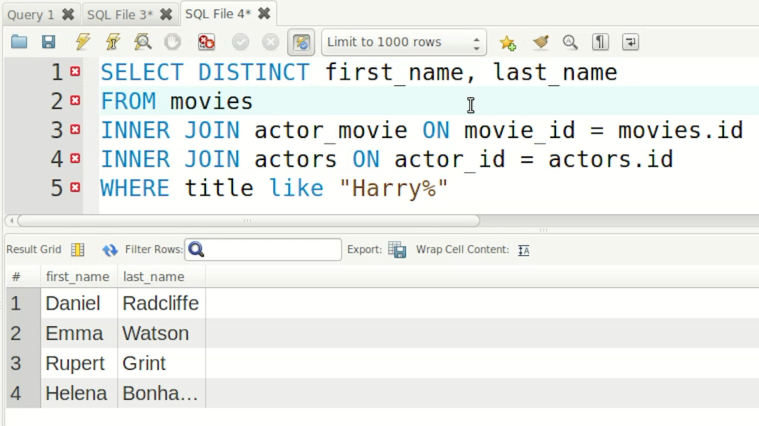 Query 1 SQL File 3* SQL File 4*
Limit to 1000 rows
1 SELECT DISTINCT first_name, last_name
2 FROM movies
3 INNER JOIN actor_movie ON movie_id = movies.id
4 INNER JOIN actors ON actor_id = actors.id
5 WHERE title like "Harry%"
Result Grid Filter Rows: Export: Wrap Cell Content:
# first_name last_name
1 Daniel Radcliffe
2 Emma Watson
3 Rupert Grint
4 Helena Bonha...